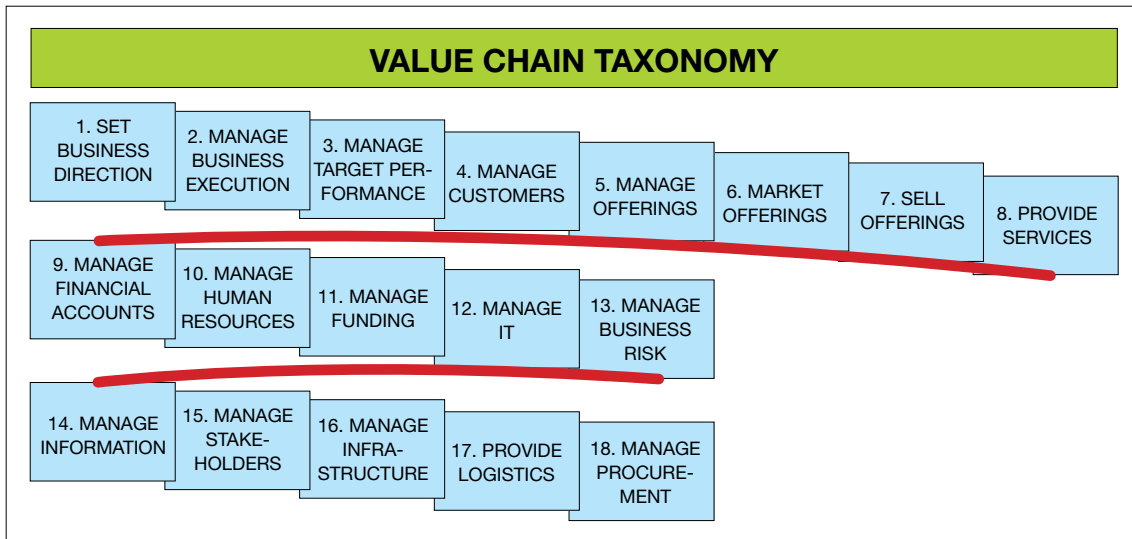 VALUE CHAIN TAXONOMY
1. SET
BUSINESS
DIRECTION
2. MANAGE
BUSINESS
EXECUTION
3. MANAGE
TARGET PER-
FORMANCE
4. MANAGE
CUSTOMERS
5. MANAGE
OFFERINGS
6. MARKET
OFFERINGS
7. SELL
OFFERINGS
8. PROVIDE
SERVICES
9. MANAGE
FINANCIAL
ACCOUNTS
10. MANAGE
HUMAN
RESOURCES
11. MANAGE
FUNDING
12. MANAGE
IT
13. MANAGE
BUSINESS
RISK
14. MANAGE
INFORMATION
15. MANAGE
STAKE-
HOLDERS
16. MANAGE
INFRA-
STRUCTURE
17. PROVIDE
LOGISTICS
18. MANAGE
PROCURE-
MENT